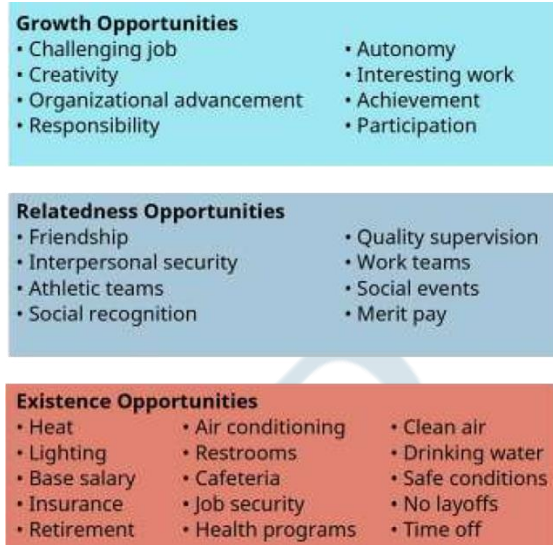 Growth Opportunities
• Challenging job
• Creativity
• Organizational advancement
• Responsibility
• Autonomy
• Interesting work
• Achievement
• Participation
Relatedness Opportunities
• Friendship
• Interpersonal security
• Athletic teams
• Social recognition
• Quality supervision
• Work teams
• Social events
• Merit pay
Existence Opportunities
• Heat
• Lighting
• Base salary
• Insurance
• Retirement
• Air conditioning
• Restrooms
• Cafeteria
• Job security
• Health programs
• Clean air
• Drinking water
• Safe conditions
• No layoffs
• Time off